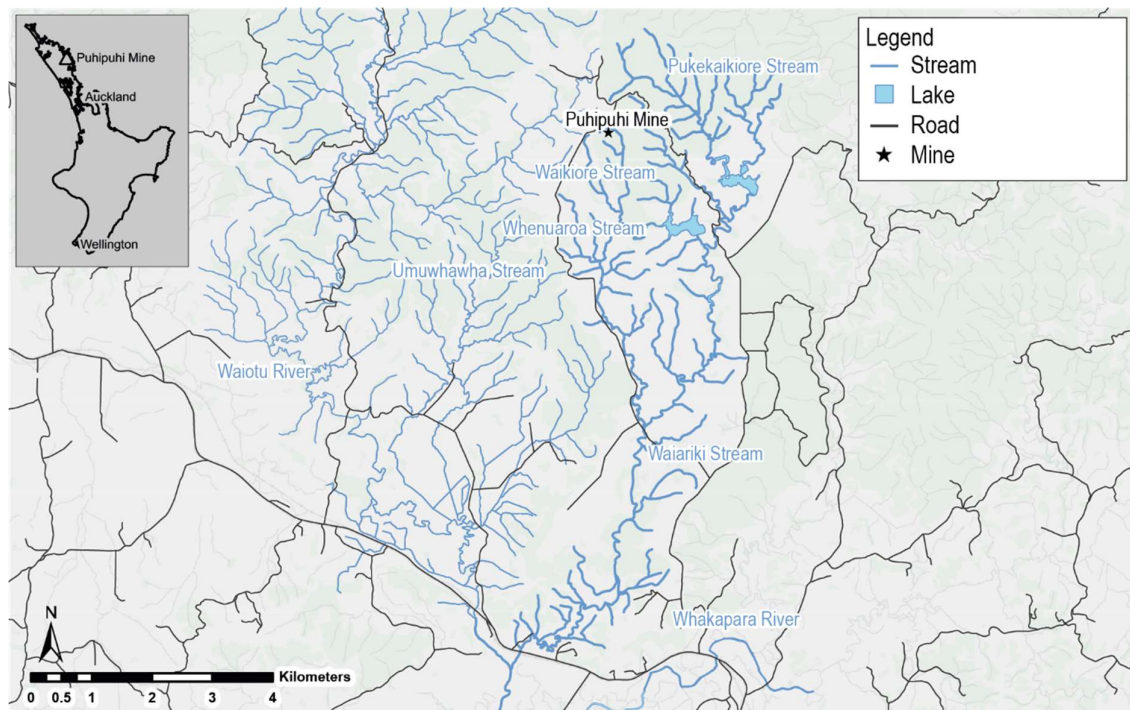 Puhipuhi Mine
Auckland
Wellington
Legend
Stream
Lake
Road
Mine
Pukekaikiore Stream
Puhipuhi Mine
Waikiore Stream
Whenuaroa Stream
Umuwhawha Stream
Waiotu River
Waiariki Stream
Whakapara River
N
Kilometers
0 0.5 1 2 3 4